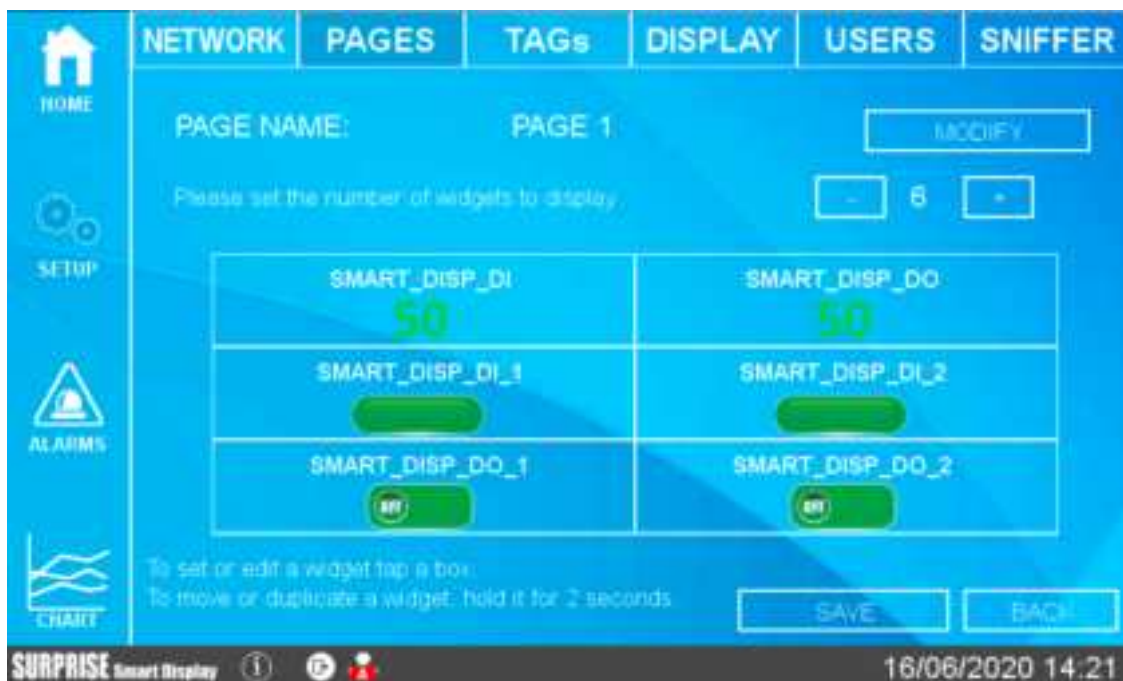 NETWORK PAGES TAGs DISPLAY USERS SNIFFER
HOME
PAGE NAME: PAGE 1 MODIFY
Please set the number of widgets to display - 6 +
SETUP
SMART_DISP_DI SMART_DISP_DO
50 50
SMART_DISP_DI_1 SMART_DISP_DI_2
ALARMS
SMART_DISP_DO_1 SMART_DISP_DO_2
OFF OFF
To set or edit a widget tap a box.
To move or duplicate a widget, hold it for 2 seconds.
CHART
SAVE BACK
SURPRISE Smart Display 16/06/2020 14:21